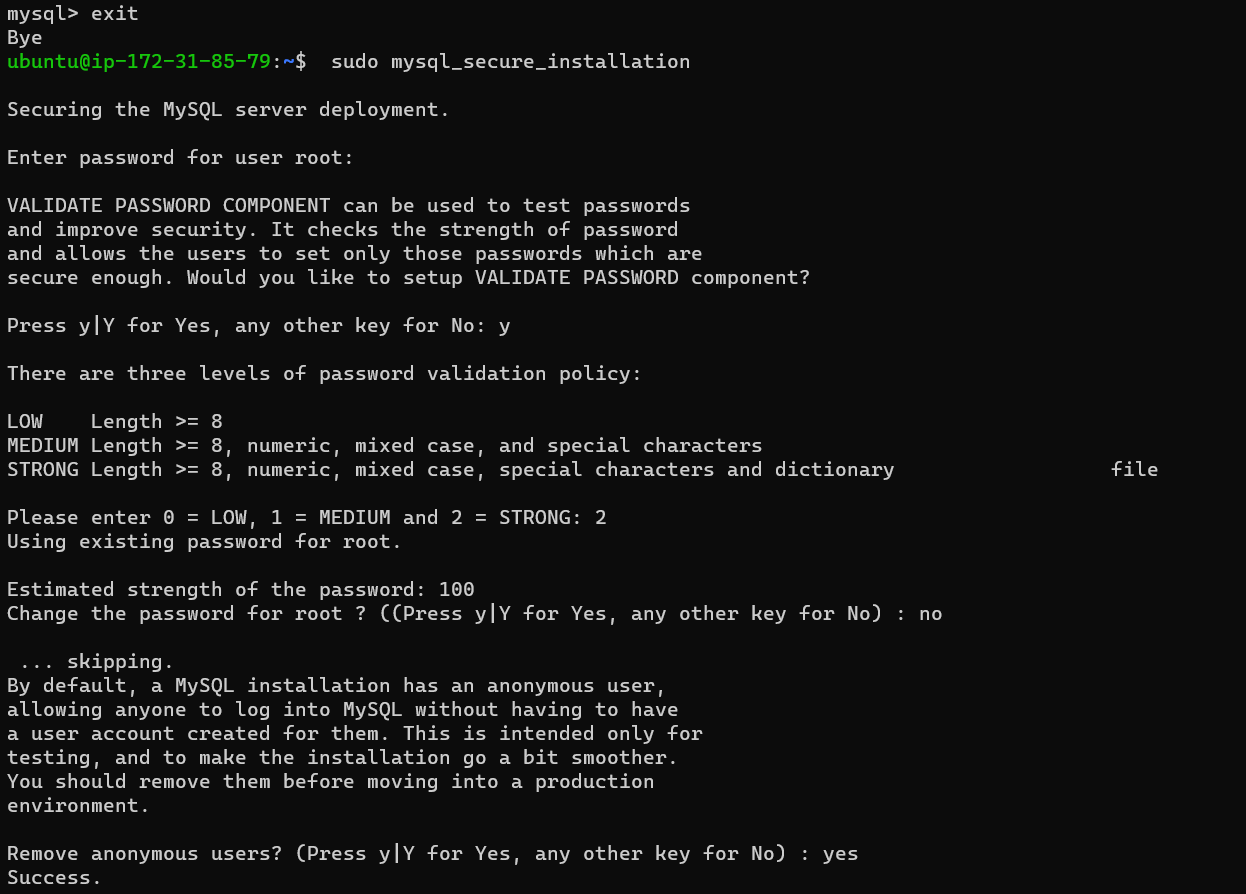 mysql> exit
Bye
ubuntu@ip-172-31-85-79:~$  sudo mysql_secure_installation
Securing the MySQL server deployment.
Enter password for user root:
VALIDATE PASSWORD COMPONENT can be used to test passwords
and improve security. It checks the strength of password
and allows the users to set only those passwords which are
secure enough. Would you like to setup VALIDATE PASSWORD component?
Press y|Y for Yes, any other key for No: y
There are three levels of password validation policy:
LOW    Length >= 8
MEDIUM Length >= 8, numeric, mixed case, and special characters
STRONG Length >= 8, numeric, mixed case, special characters and dictionary                  file
Please enter 0 = LOW, 1 = MEDIUM and 2 = STRONG: 2
Using existing password for root.
Estimated strength of the password: 100
Change the password for root ? ((Press y|Y for Yes, any other key for No) : no
 ... skipping.
By default, a MySQL installation has an anonymous user,
allowing anyone to log into MySQL without having to have
a user account created for them. This is intended only for
testing, and to make the installation go a bit smoother.
You should remove them before moving into a production
environment.
Remove anonymous users? (Press y|Y for Yes, any other key for No) : yes
Success.